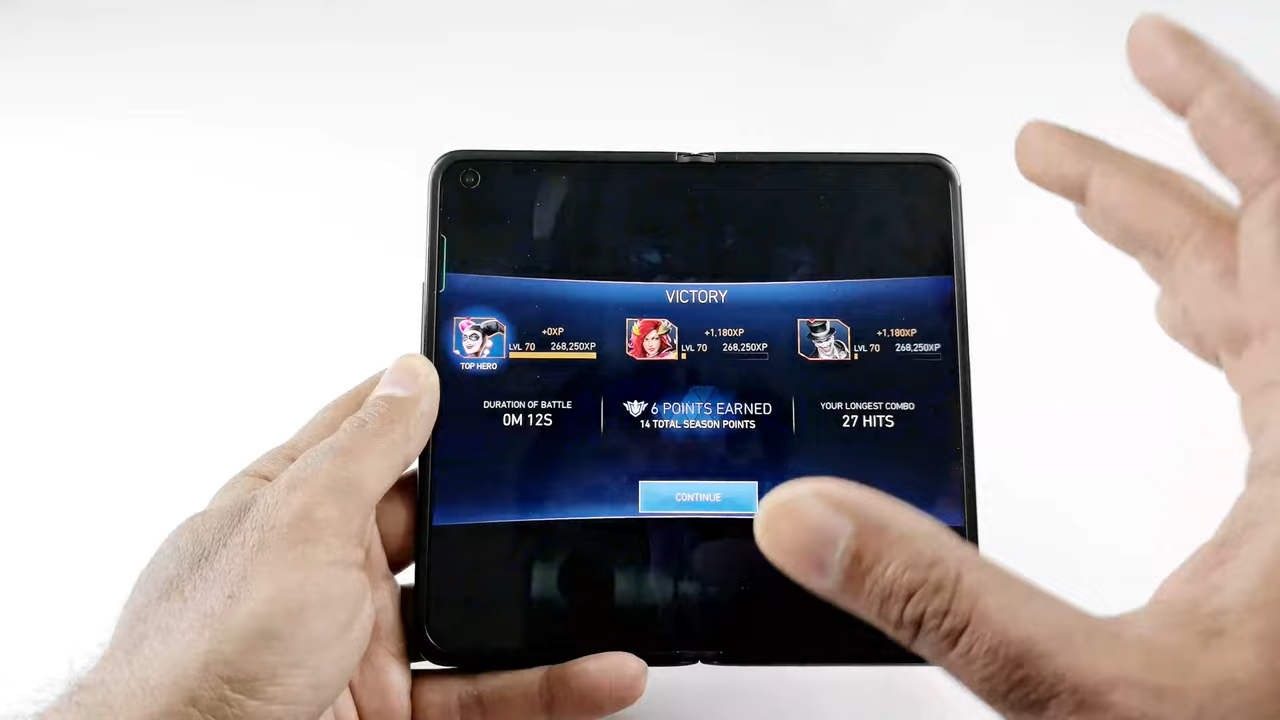 VICTORY
+0XP
LVL 70 268,250XP
TOP HERO
+1,180XP
LVL 70 268,250XP
+1,180XP
LVL 70 268,250XP
DURATION OF BATTLE
0M 12S
6 POINTS EARNED
14 TOTAL SEASON POINTS
YOUR LONGEST COMBO
27 HITS
CONTINUE